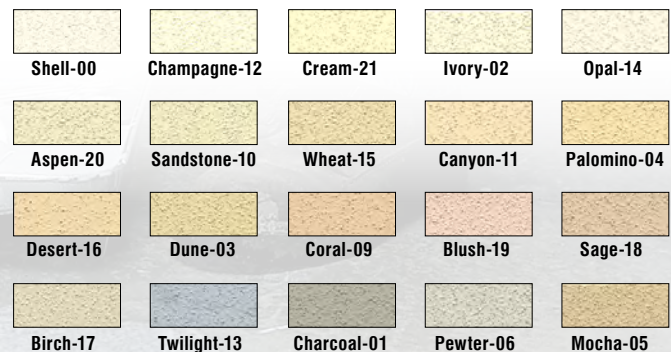 Shell-00 Champagne-12 Cream-21 Ivory-02 Opal-14
Aspen-20 Sandstone-10 Wheat-15 Canyon-11 Palomino-04
Desert-16 Dune-03 Coral-09 Blush-19 Sage-18
Birch-17 Twilight-13 Charcoal-01 Pewter-06 Mocha-05